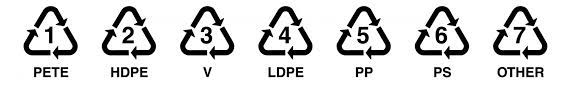 1 2 3 4 5 6 7
PETE HDPE V LDPE PP PS OTHER